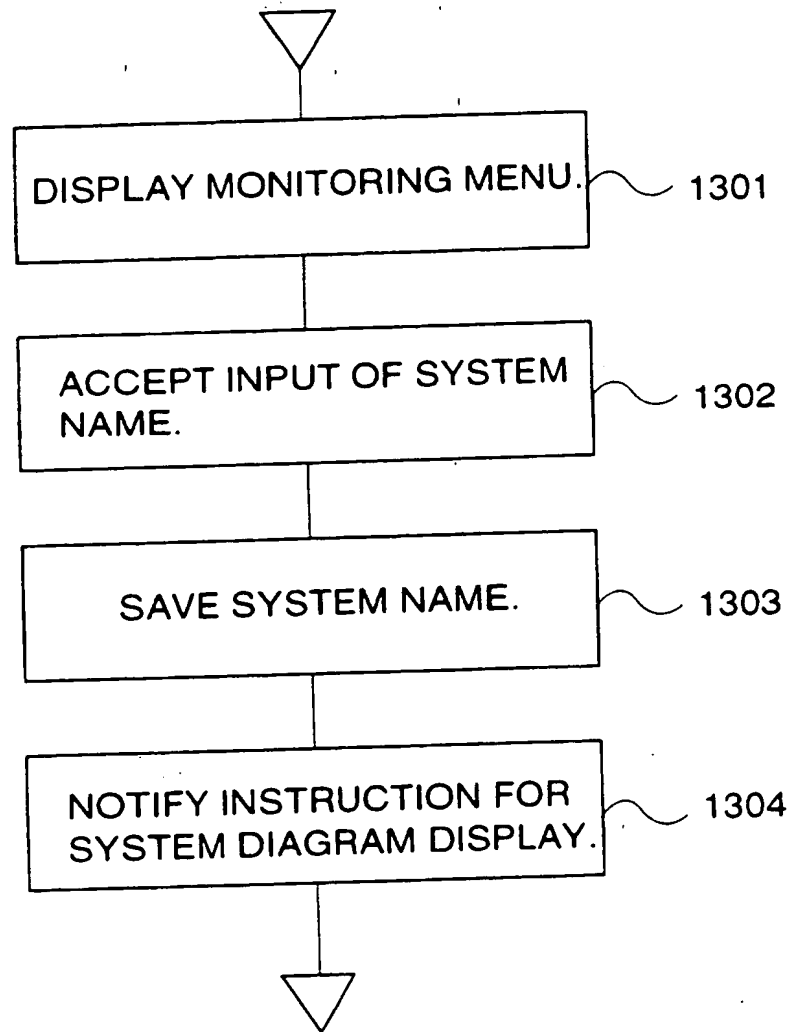 DISPLAY MONITORING MENU.
1301
ACCEPT INPUT OF SYSTEM
NAME.
1302
SAVE SYSTEM NAME.
1303
NOTIFY INSTRUCTION FOR
SYSTEM DIAGRAM DISPLAY.
1304